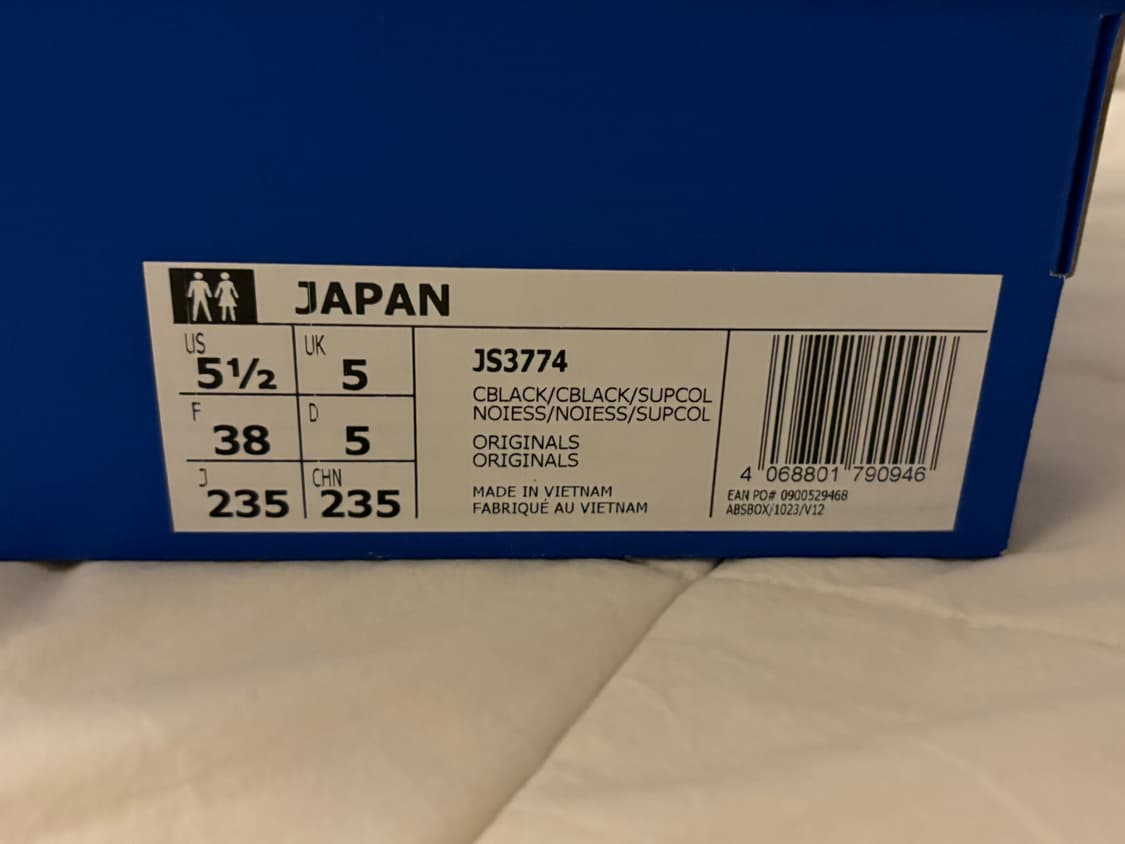 JAPAN
US 5½
UK 5
F 38
D 5
J 235
CHN 235
JS3774
CBLACK/CBLACK/SUPCOL
NOIESS/NOIESS/SUPCOL
ORIGINALS
ORIGINALS
MADE IN VIETNAM
FABRIQUÉ AU VIETNAM
4 068801 790946
EAN PO# 0900529468
ABSBOX/1023/V12